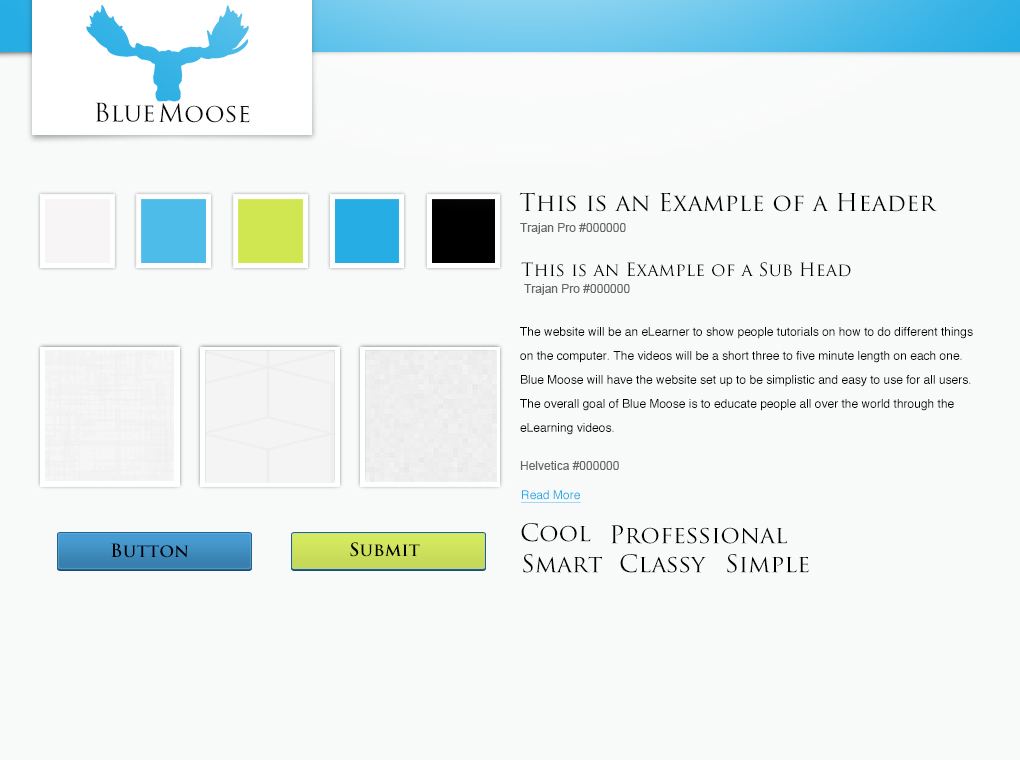 BLUEMOOSE
THIS IS AN EXAMPLE OF A HEADER
Trajan Pro #000000
THIS IS AN EXAMPLE OF A SUB HEAD
Trajan Pro #000000
The website will be an eLearner to show people tutorials on how to do different things
on the computer. The videos will be a short three to five minute length on each one.
Blue Moose will have the website set up to be simplistic and easy to use for all users.
The overall goal of Blue Moose is to educate people all over the world through the
eLearning videos.
Helvetica #000000
Read More
BUTTON
SUBMIT
COOL PROFESSIONAL
SMART CLASSY SIMPLE